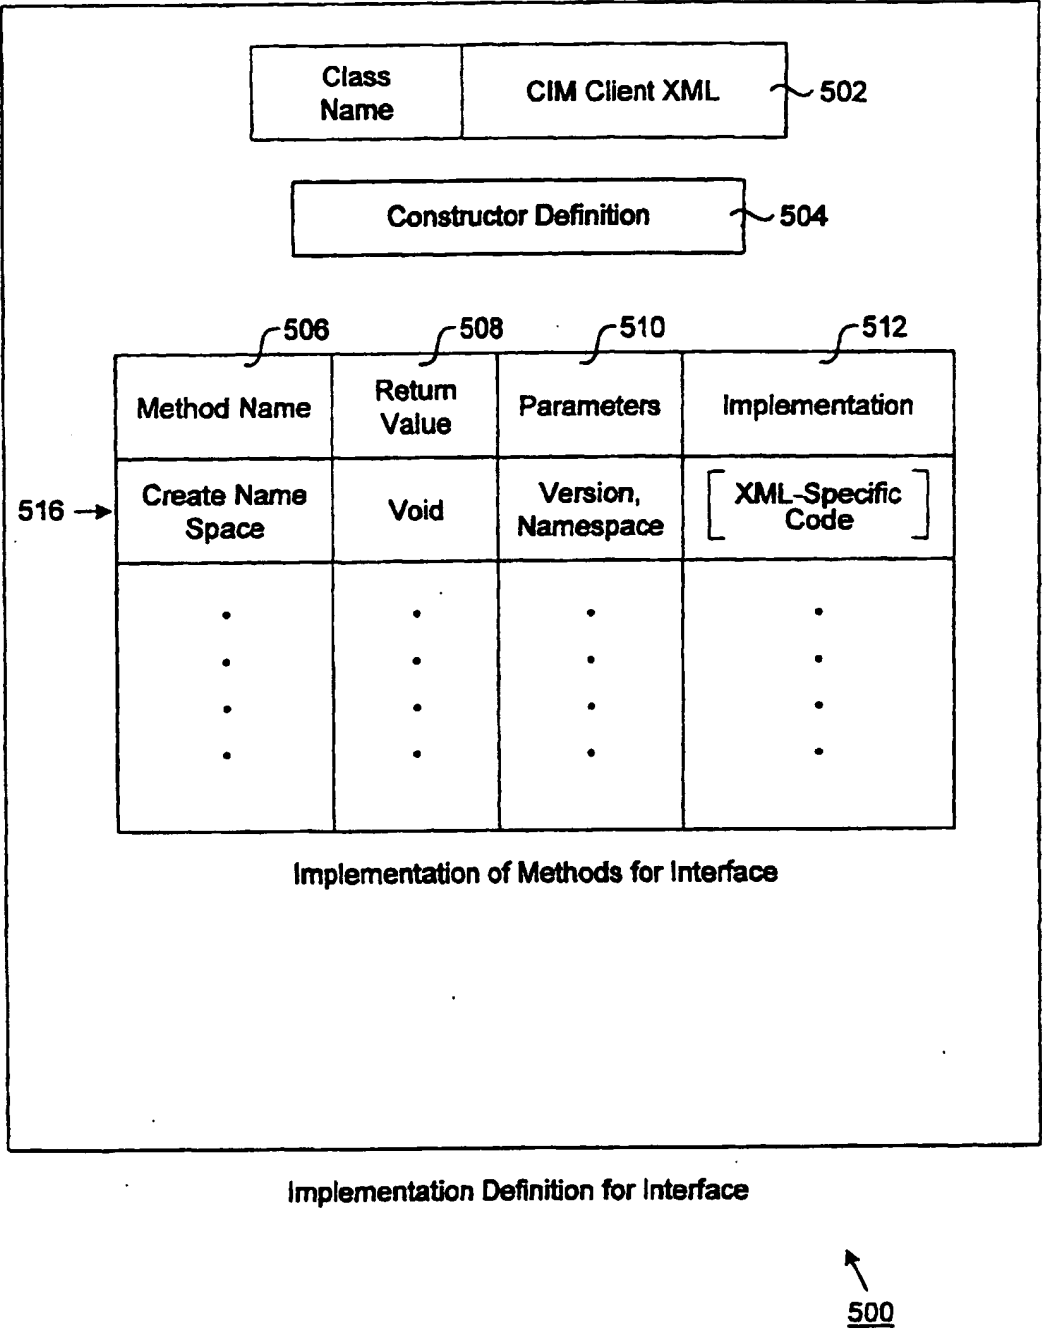 Class
Name
CIM Client XML
502
Constructor Definition
504
506
508
510
512
Method Name
Return
Value
Parameters
Implementation
516
Create Name
Space
Void
Version,
Namespace
XML-Specific
Code
Implementation of Methods for Interface
Implementation Definition for Interface
500